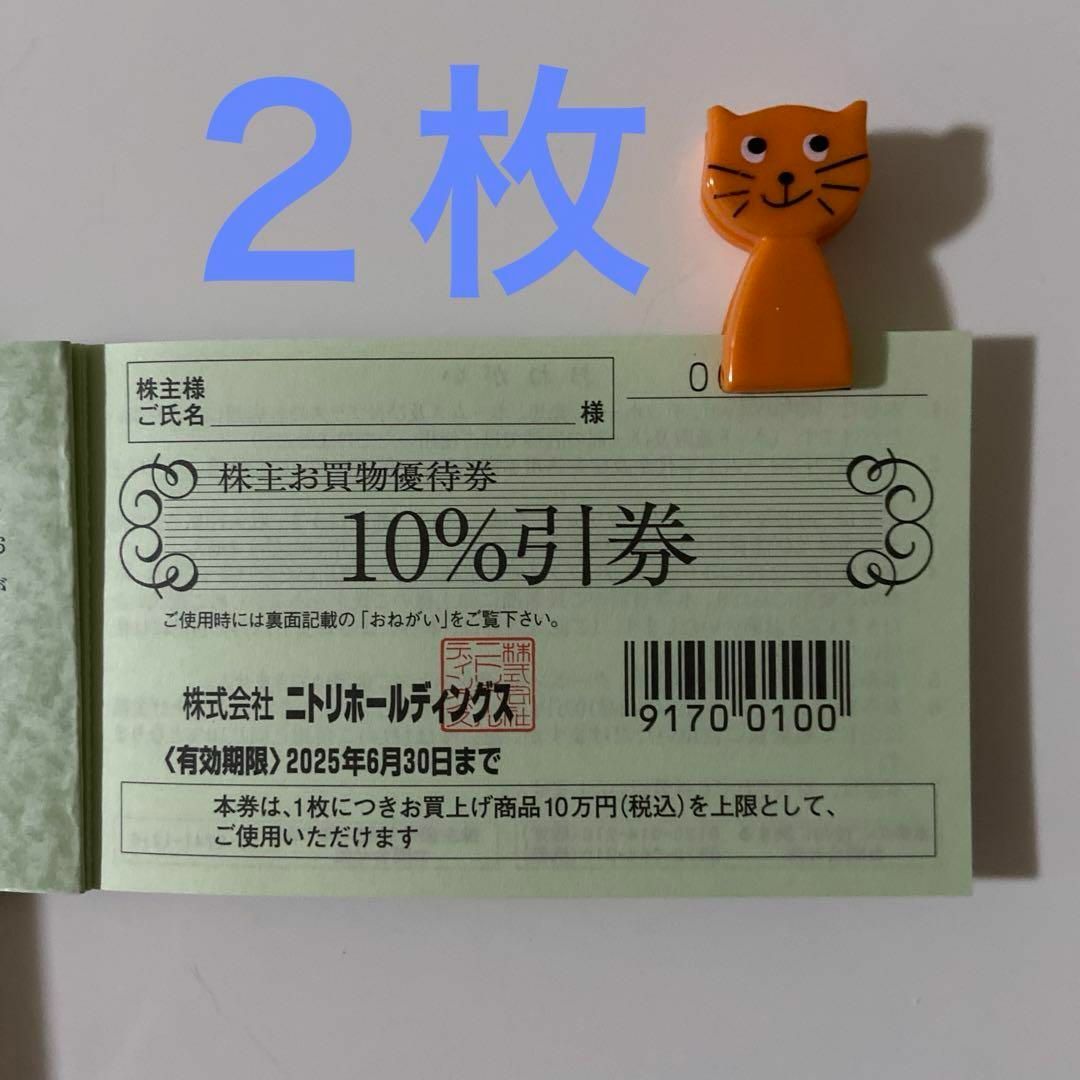 2枚
株主様
ご氏名 様
株主お買物優待券
10%引券
ご使用時には裏面記載の「おねがい」をご覧下さい。
株式会社 ニトリホールディングス
9170 0100
〈有効期限〉2025年6月30日まで
本券は、1枚につきお買上げ商品10万円(税込)を上限として、
ご使用いただけます